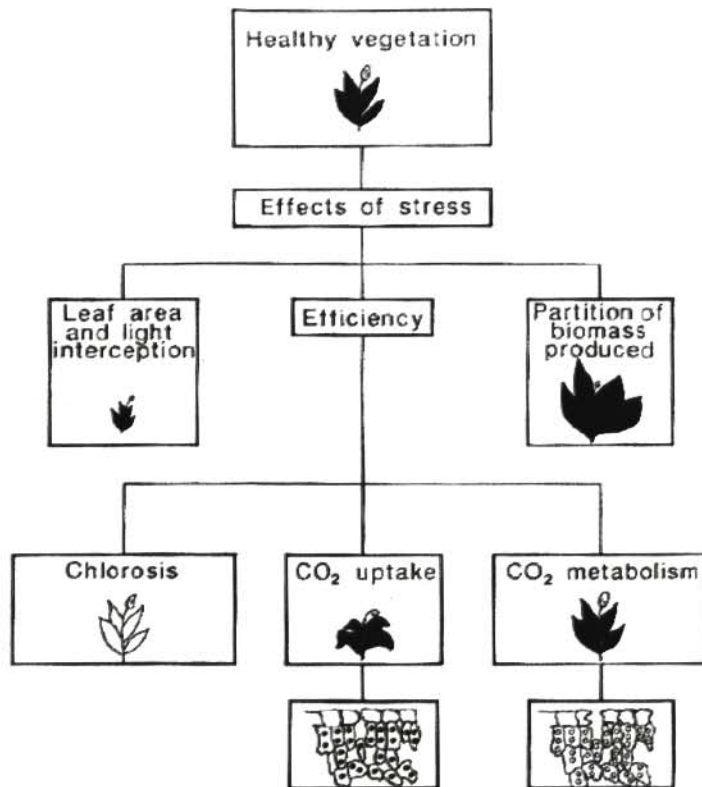 Healthy vegetation
Effects of stress
Leaf area
and light
interception
Efficiency
Partition of
biomass
produced
Chlorosis
CO₂ uptake
CO₂ metabolism